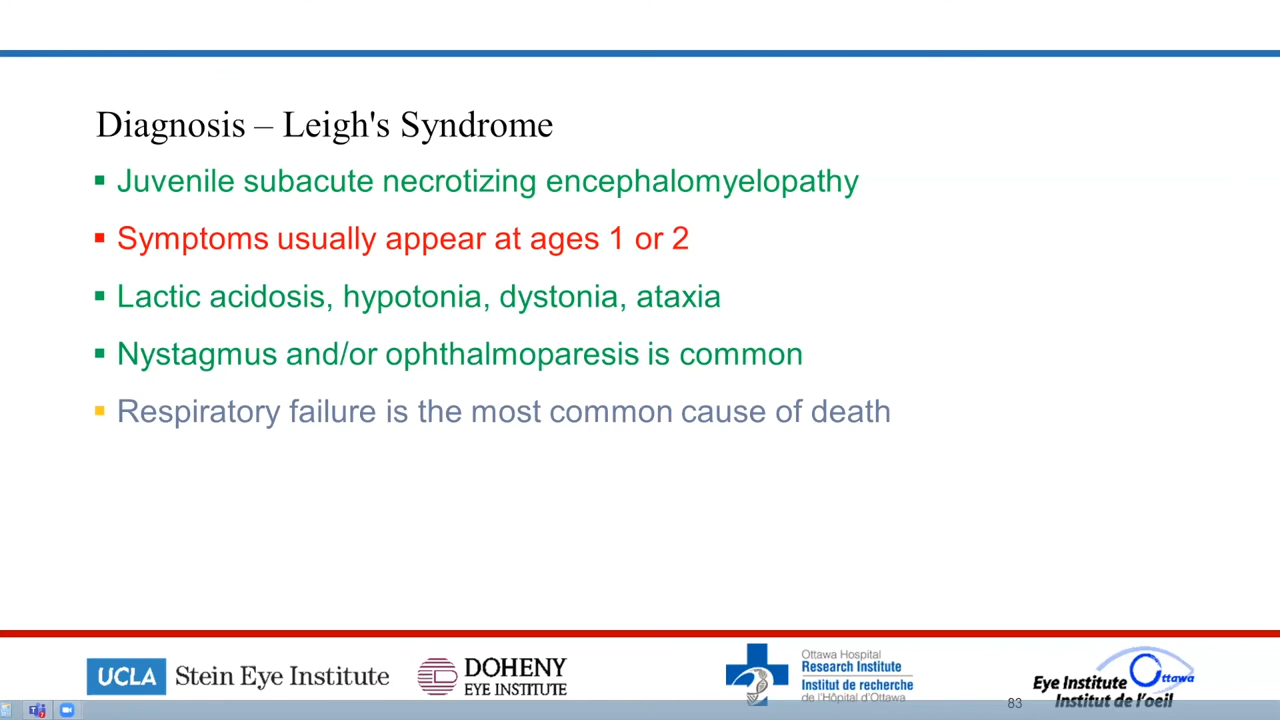 Diagnosis – Leigh's Syndrome
▪ Juvenile subacute necrotizing encephalomyelopathy
▪ Symptoms usually appear at ages 1 or 2
▪ Lactic acidosis, hypotonia, dystonia, ataxia
▪ Nystagmus and/or ophthalmoparesis is common
▪ Respiratory failure is the most common cause of death
UCLA Stein Eye Institute
DOHENY
EYE INSTITUTE
Ottawa Hospital
Research Institute
Institut de recherche
de l'Hôpital d'Ottawa
83
Eye Institute Ottawa
Institut de l'oeil